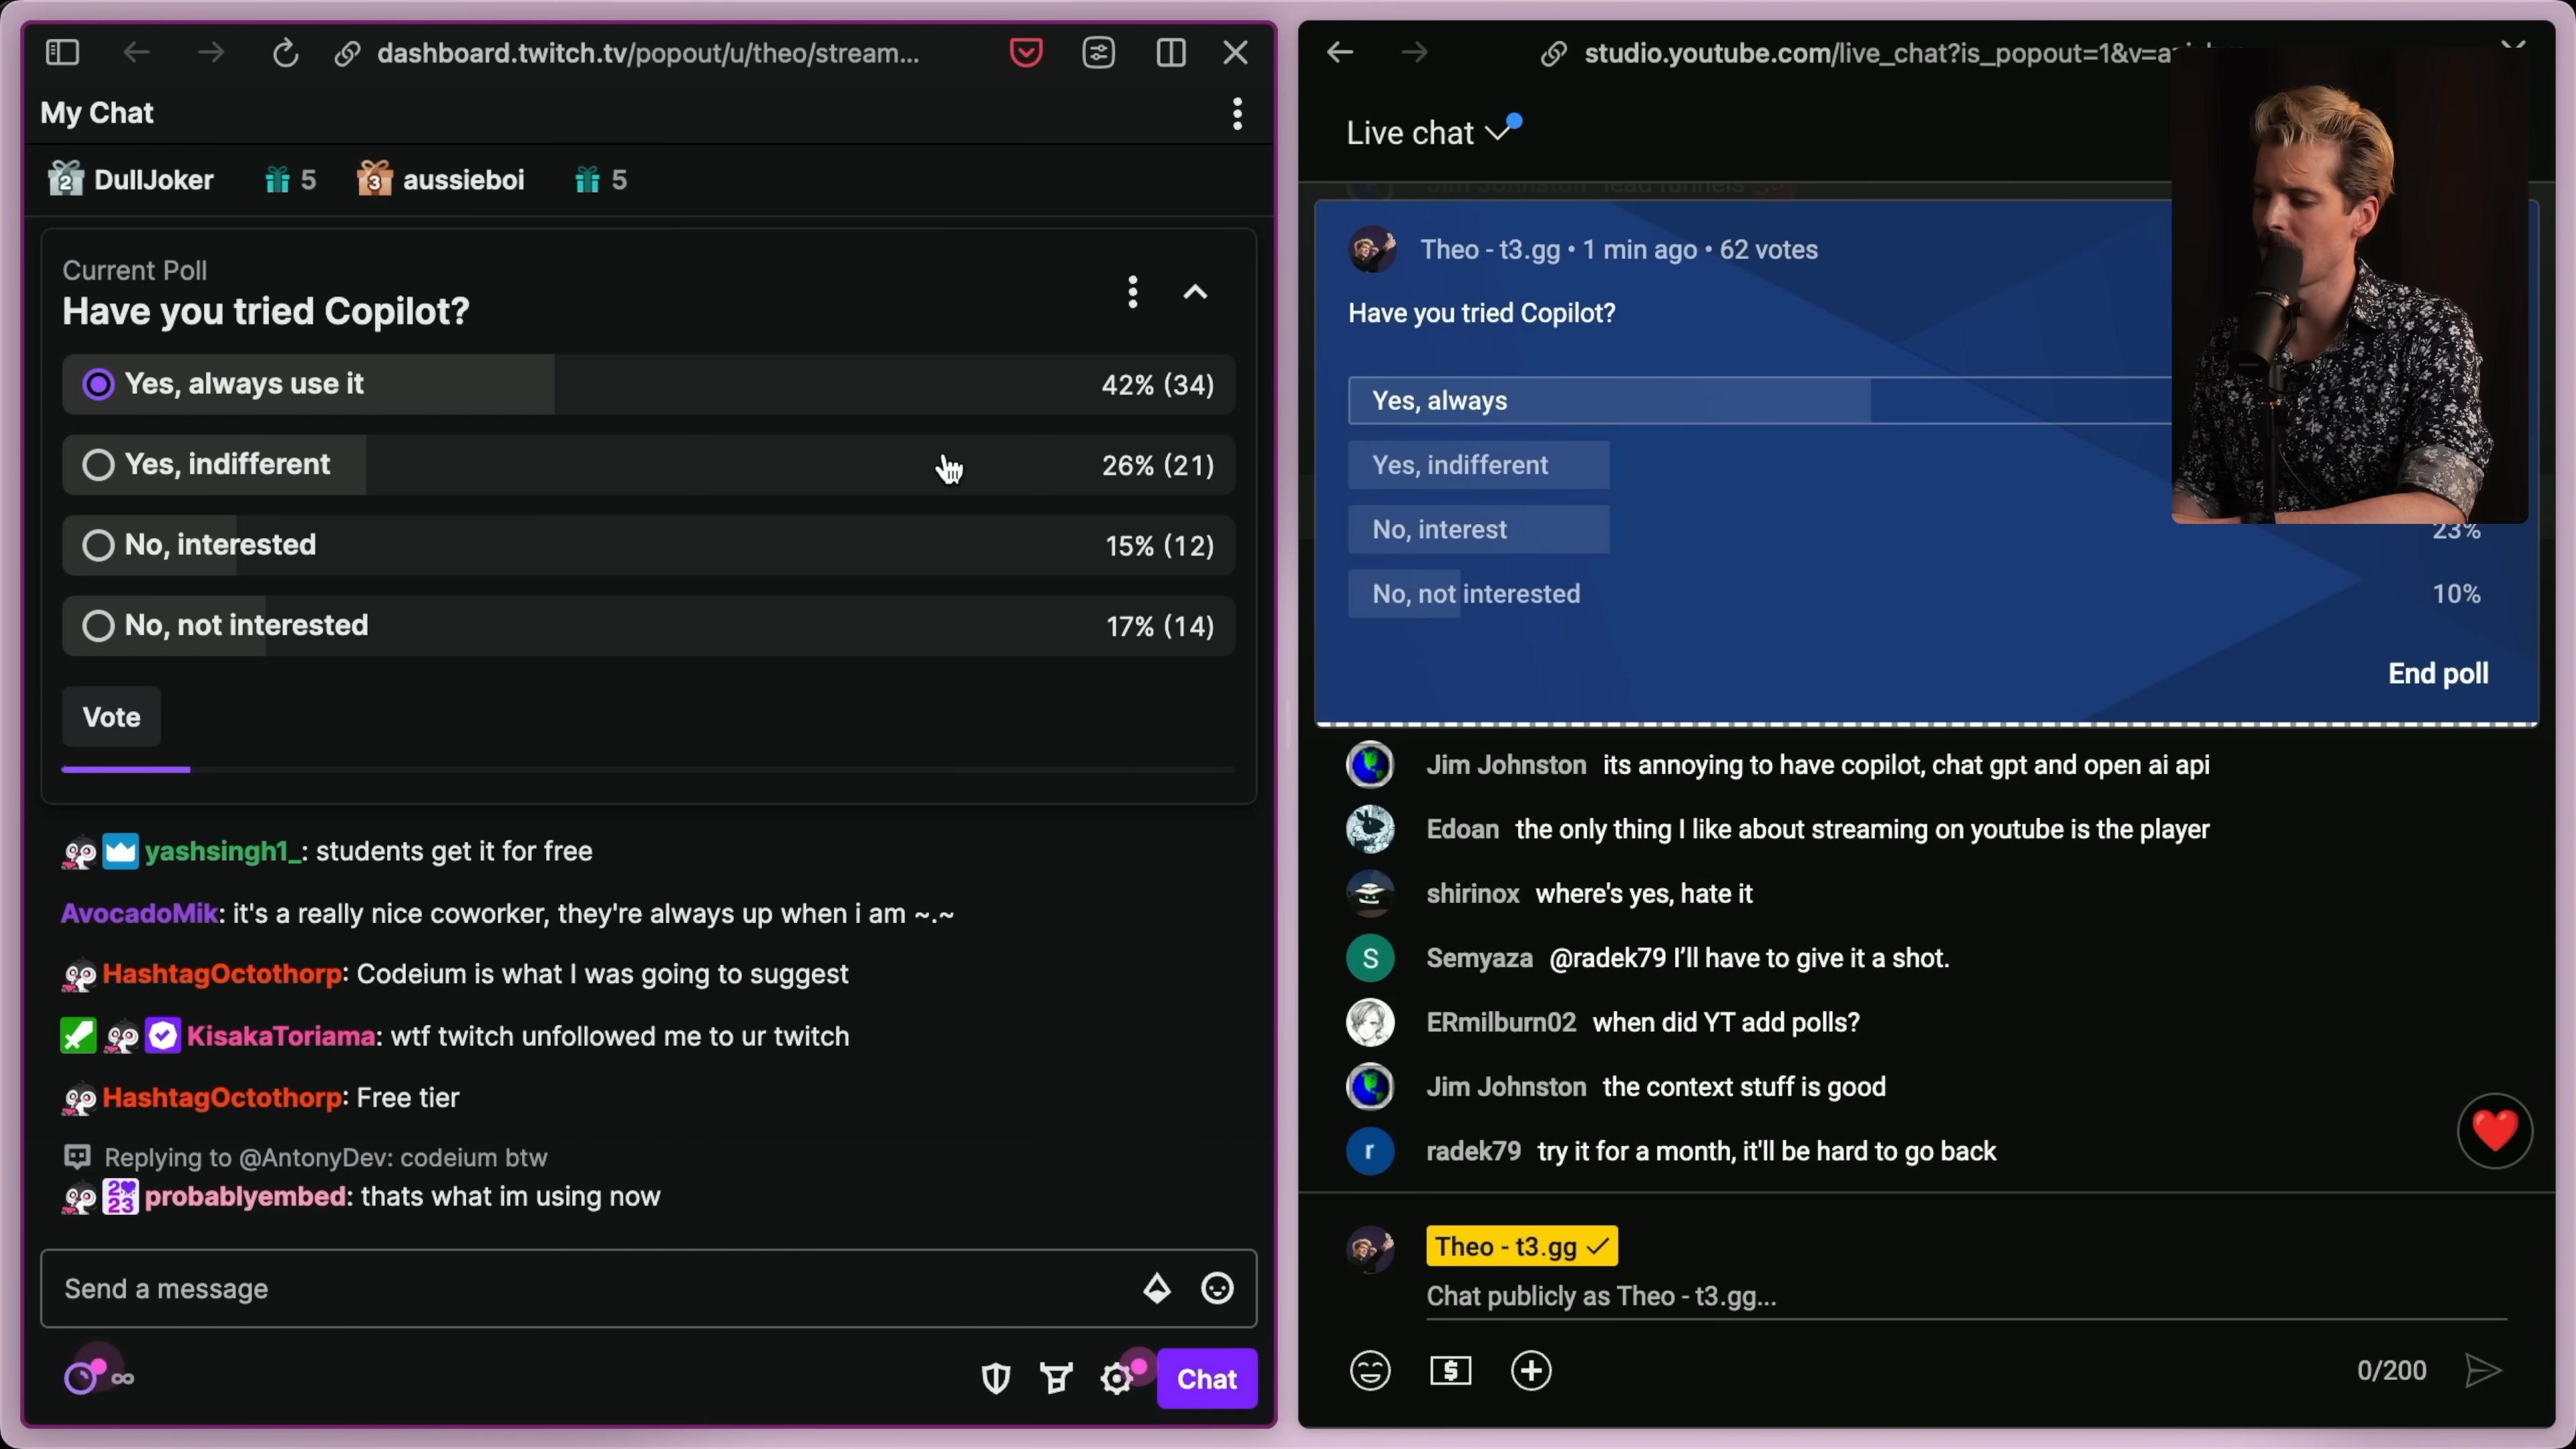 dashboard.twitch.tv/popout/u/theo/stream...
My Chat
2 DullJoker 5 3 aussieboi 5
Current Poll
Have you tried Copilot?
Yes, always use it 42% (34)
Yes, indifferent 26% (21)
No, interested 15% (12)
No, not interested 17% (14)
Vote
yashsingh1_: students get it for free
AvocadoMik: it's a really nice coworker, they're always up when i am ~.~
HashtagOctothorp: Codeium is what I was going to suggest
KisakaToriama: wtf twitch unfollowed me to ur twitch
HashtagOctothorp: Free tier
Replying to @AntonyDev: codeium btw
probablyembed: thats what im using now
Send a message
Chat
studio.youtube.com/live_chat?is_popout=1&v=a
Live chat
Jim Johnston lead funnels
Theo - t3.gg • 1 min ago • 62 votes
Have you tried Copilot?
Yes, always
Yes, indifferent
No, interest 23%
No, not interested 10%
End poll
Jim Johnston its annoying to have copilot, chat gpt and open ai api
Edoan the only thing I like about streaming on youtube is the player
shirinox where's yes, hate it
S Semyaza @radek79 I'll have to give it a shot.
ERmilburn02 when did YT add polls?
Jim Johnston the context stuff is good
r radek79 try it for a month, it'll be hard to go back
Theo - t3.gg
Chat publicly as Theo - t3.gg...
0/200